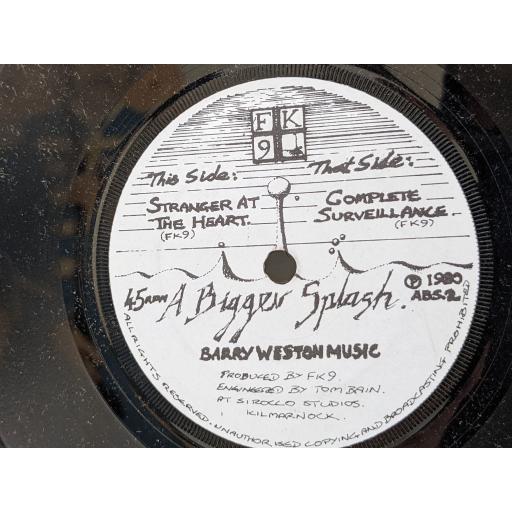 FK
9
This Side:
STRANGER AT
THE HEART.
(FK9)
That Side:
COMPLETE
SURVEILLANCE.
(FK9)
45RPM
A Bigger Splash.
Ⓟ 1980
ABS.2
BARRY WESTON MUSIC
PRODUCED BY FK9.
ENGINEERED BY TOM BAIN.
AT SIROCCO STUDIOS.
KILMARNOCK.
ALL RIGHTS RESERVED. UNAUTHORISED COPYING AND BROADCASTING PROHIBITED